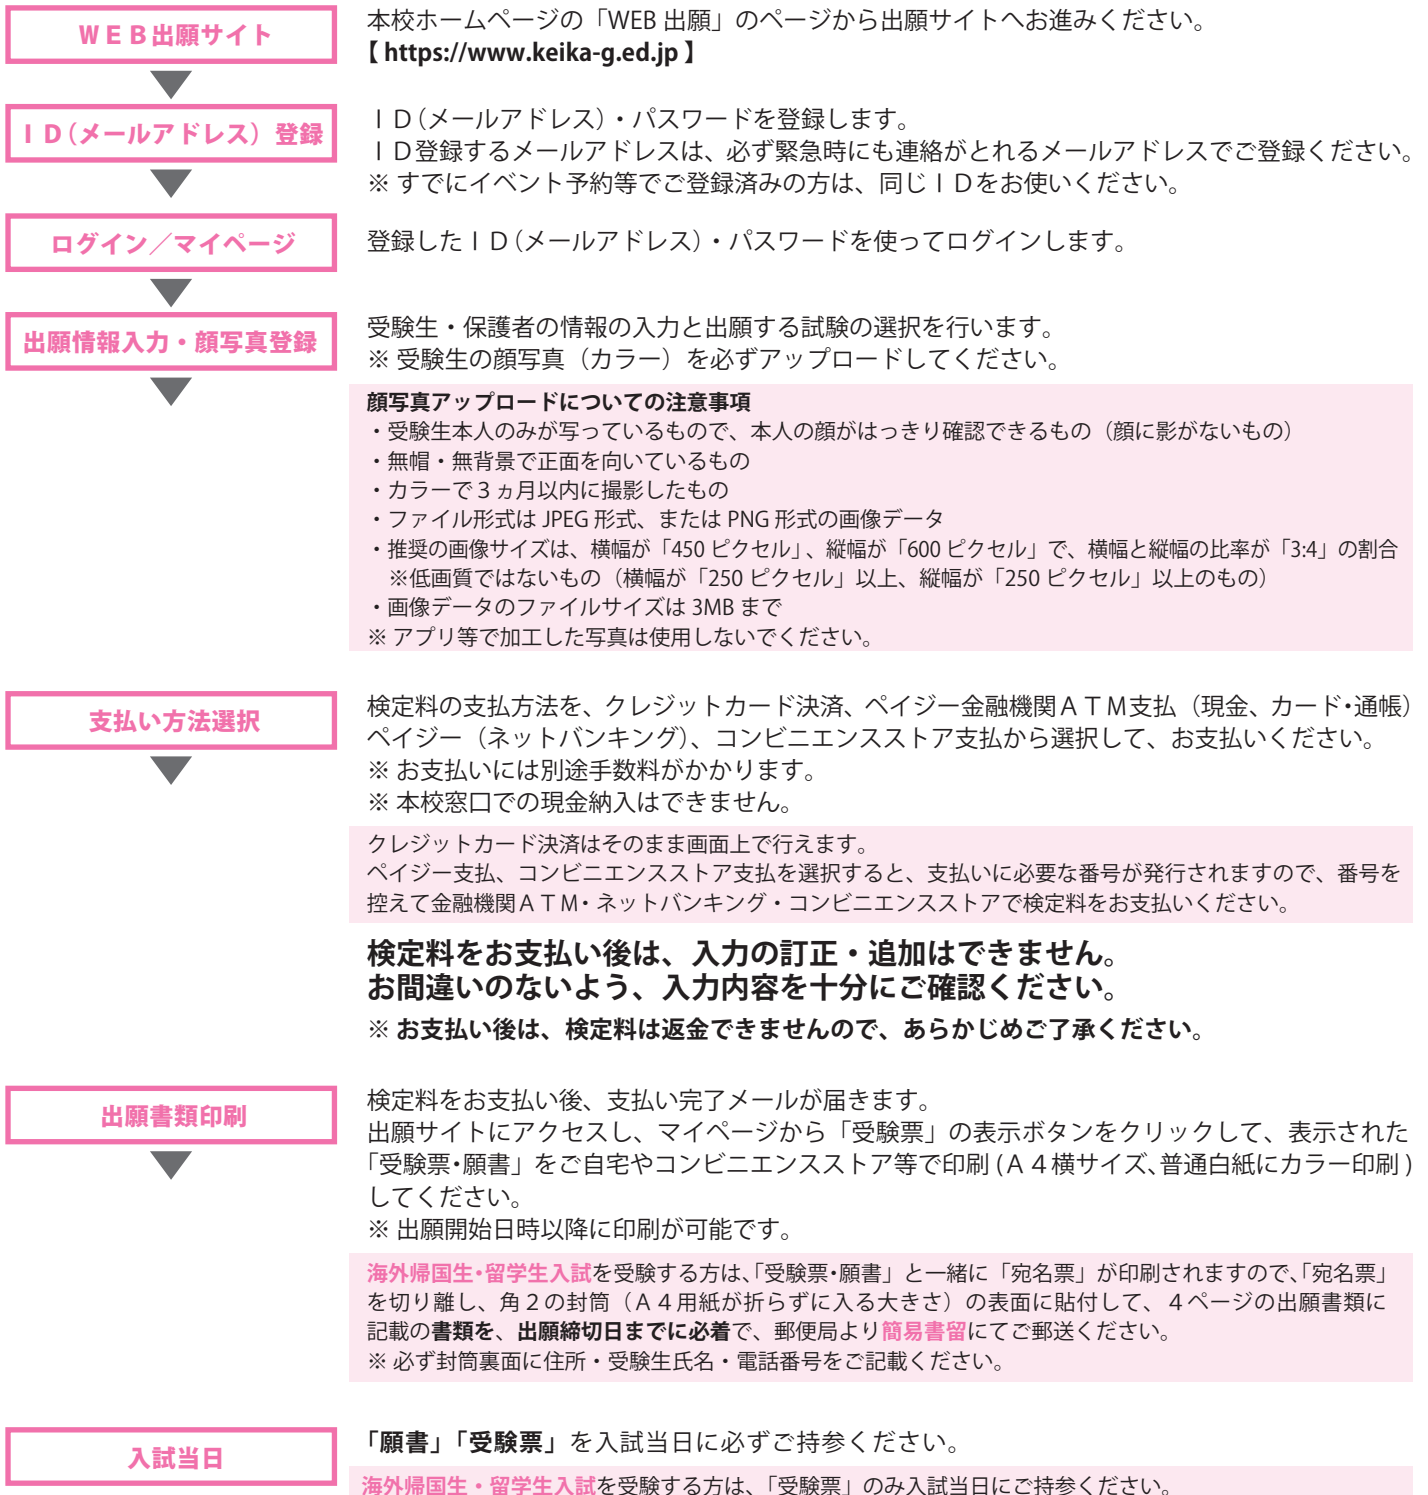 ＷＥＢ出願サイト
本校ホームページの「WEB 出願」のページから出願サイトへお進みください。
【 https://www.keika-g.ed.jp 】
ＩＤ（メールアドレス）登録
ＩＤ（メールアドレス）・パスワードを登録します。
ＩＤ登録するメールアドレスは、必ず緊急時にも連絡がとれるメールアドレスでご登録ください。
※ すでにイベント予約等でご登録済みの方は、同じＩＤをお使いください。
ログイン／マイページ
登録したＩＤ（メールアドレス）・パスワードを使ってログインします。
出願情報入力・顔写真登録
受験生・保護者の情報の入力と出願する試験の選択を行います。
※ 受験生の顔写真（カラー）を必ずアップロードしてください。
顔写真アップロードについての注意事項
・受験生本人のみが写っているもので、本人の顔がはっきり確認できるもの（顔に影がないもの）
・無帽・無背景で正面を向いているもの
・カラーで３ヵ月以内に撮影したもの
・ファイル形式は JPEG 形式、または PNG 形式の画像データ
・推奨の画像サイズは、横幅が「450 ピクセル」、縦幅が「600 ピクセル」で、横幅と縦幅の比率が「3:4」の割合
※低画質ではないもの（横幅が「250 ピクセル」以上、縦幅が「250 ピクセル」以上のもの）
・画像データのファイルサイズは 3MB まで
※ アプリ等で加工した写真は使用しないでください。
支払い方法選択
検定料の支払方法を、クレジットカード決済、ペイジー金融機関ＡＴＭ支払（現金、カード・通帳）
ペイジー（ネットバンキング）、コンビニエンスストア支払から選択して、お支払いください。
※ お支払いには別途手数料がかかります。
※ 本校窓口での現金納入はできません。
クレジットカード決済はそのまま画面上で行えます。
ペイジー支払、コンビニエンスストア支払を選択すると、支払いに必要な番号が発行されますので、番号を
控えて金融機関ＡＴＭ・ネットバンキング・コンビニエンスストアで検定料をお支払いください。
検定料をお支払い後は、入力の訂正・追加はできません。
お間違いのないよう、入力内容を十分にご確認ください。
※ お支払い後は、検定料は返金できませんので、あらかじめご了承ください。
出願書類印刷
検定料をお支払い後、支払い完了メールが届きます。
出願サイトにアクセスし、マイページから「受験票」の表示ボタンをクリックして、表示された
「受験票・願書」をご自宅やコンビニエンスストア等で印刷 (Ａ４横サイズ、普通白紙にカラー印刷 )
してください。
※ 出願開始日時以降に印刷が可能です。
海外帰国生・留学生入試を受験する方は、「受験票・願書」と一緒に「宛名票」が印刷されますので、「宛名票」
を切り離し、角２の封筒（Ａ４用紙が折らずに入る大きさ）の表面に貼付して、４ページの出願書類に
記載の書類を、出願締切日までに必着で、郵便局より簡易書留にてご郵送ください。
※ 必ず封筒裏面に住所・受験生氏名・電話番号をご記載ください。
入試当日
「願書」「受験票」を入試当日に必ずご持参ください。
海外帰国生・留学生入試を受験する方は、「受験票」のみ入試当日にご持参ください。